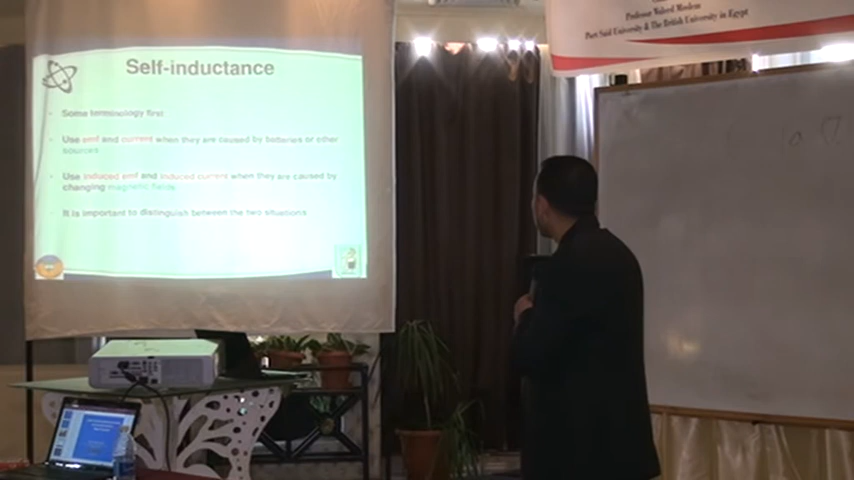 Self-inductance
Some terminology first
Use emf and current when they are caused by batteries or other
sources
Use induced emf and induced current when they are caused by
changing magnetic fields
It is important to distinguish between the two situations
Professor Waleed
Port Said University & The British University in Egypt